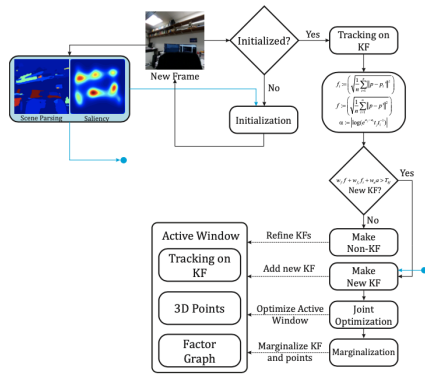 Initialized?
Yes
Tracking on
KF
New Frame
No
Initialization
Scene Parsing
Saliency
New KF?
Yes
No
Active Window
Refine KFs
Make
Non-KF
Tracking on
KF
Add new KF
Make
New KF
3D Points
Optimize Active
Window
Joint
Optimization
Factor
Graph
Marginalize KF
and points
Marginalization